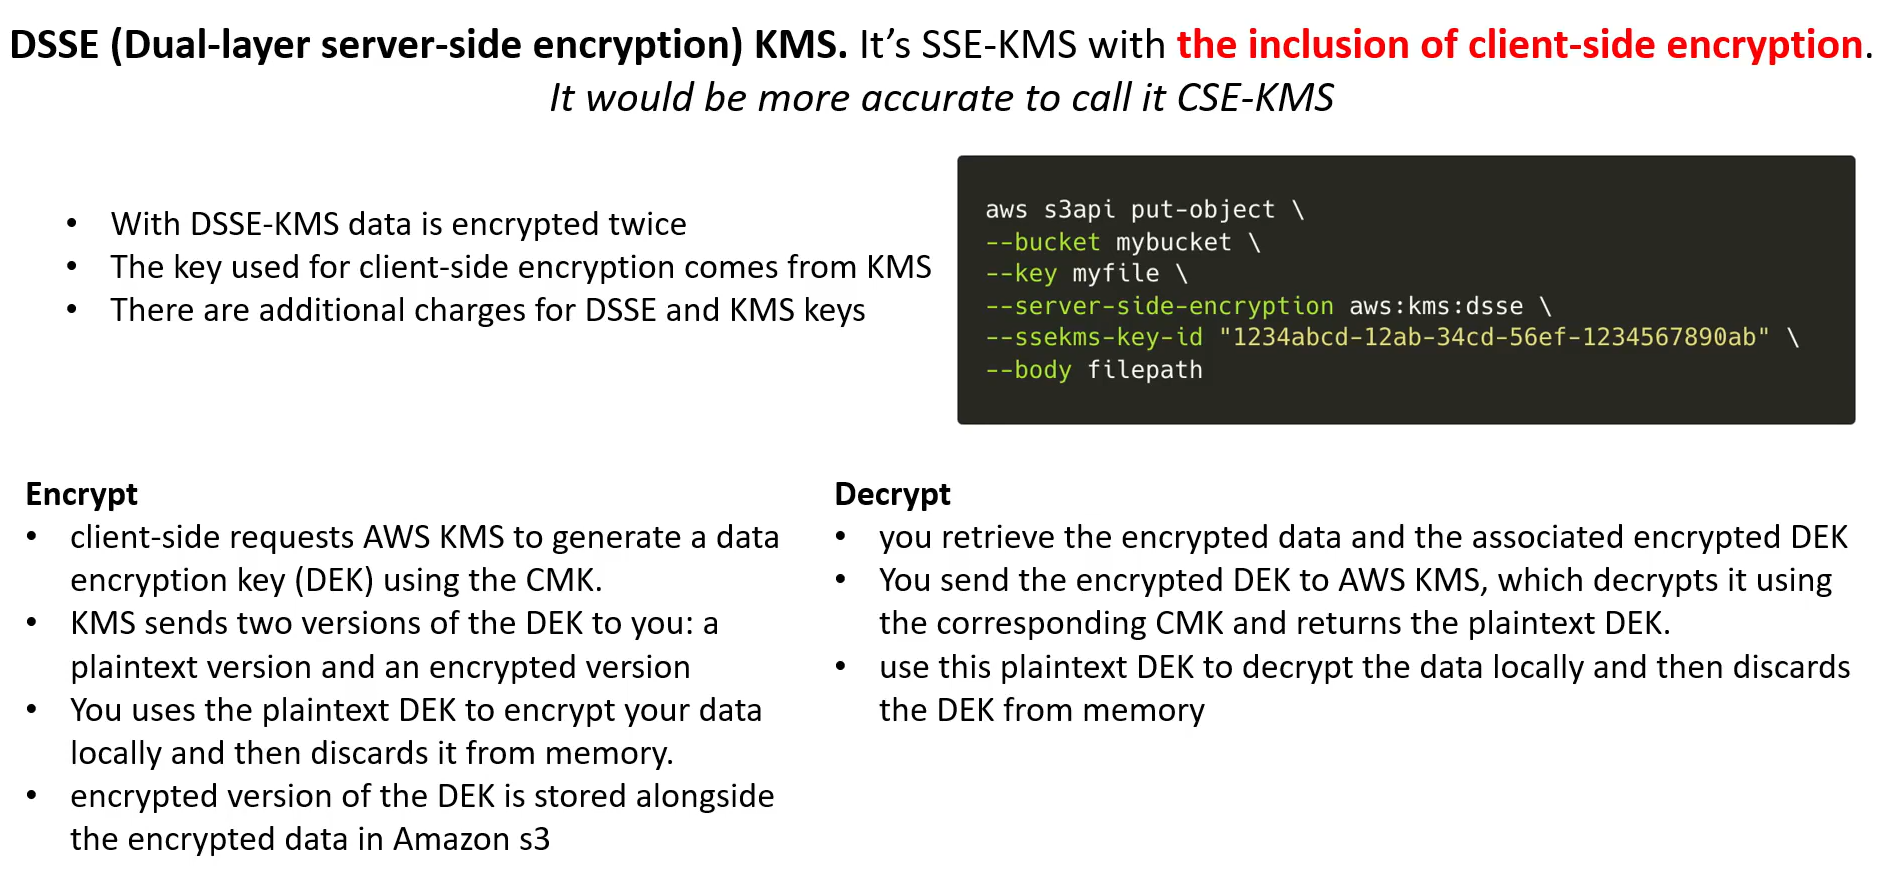 DSSE (Dual-layer server-side encryption) KMS. It’s SSE-KMS with the inclusion of client-side encryption.
It would be more accurate to call it CSE-KMS
• With DSSE-KMS data is encrypted twice
• The key used for client-side encryption comes from KMS
• There are additional charges for DSSE and KMS keys
aws s3api put-object \
--bucket mybucket \
--key myfile \
--server-side-encryption aws:kms:dsse \
--ssekms-key-id "1234abcd-12ab-34cd-56ef-1234567890ab" \
--body filepath
Encrypt
• client-side requests AWS KMS to generate a data
encryption key (DEK) using the CMK.
• KMS sends two versions of the DEK to you: a
plaintext version and an encrypted version
• You uses the plaintext DEK to encrypt your data
locally and then discards it from memory.
• encrypted version of the DEK is stored alongside
the encrypted data in Amazon s3
Decrypt
• you retrieve the encrypted data and the associated encrypted DEK
• You send the encrypted DEK to AWS KMS, which decrypts it using
the corresponding CMK and returns the plaintext DEK.
• use this plaintext DEK to decrypt the data locally and then discards
the DEK from memory